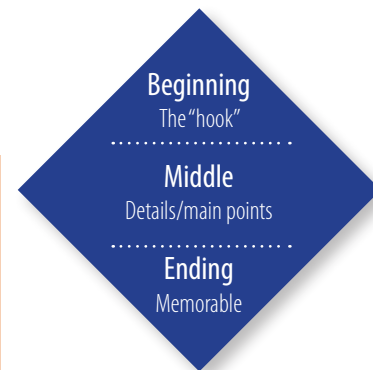 Beginning
The “hook”
Middle
Details/main points
Ending
Memorable